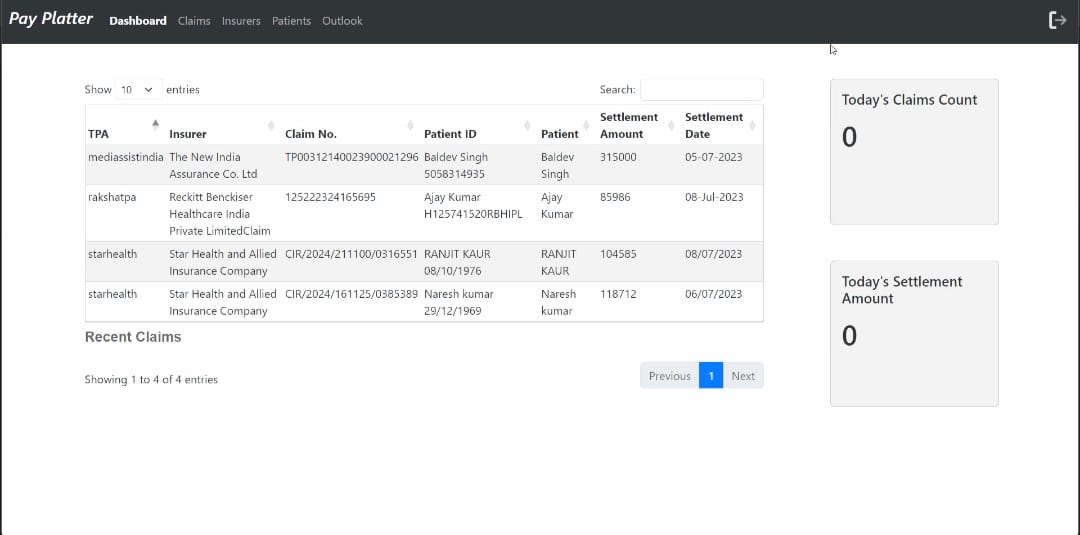 Pay Platter Dashboard Claims Insurers Patients Outlook
Show 10 entries
Search:
TPA Insurer Claim No. Patient ID Patient Settlement Amount Settlement Date
mediassistindia The New India Assurance Co. Ltd TP00312140023900021296 Baldev Singh 5058314935 Baldev Singh 315000 05-07-2023
rakshatpa Reckitt Benckiser Healthcare India Private LimitedClaim 125222324165695 Ajay Kumar H125741520RBHIPL Ajay Kumar 85986 08-Jul-2023
starhealth Star Health and Allied Insurance Company CIR/2024/211100/0316551 RANJIT KAUR 08/10/1976 RANJIT KAUR 104585 08/07/2023
starhealth Star Health and Allied Insurance Company CIR/2024/161125/0385389 Naresh kumar 29/12/1969 Naresh kumar 118712 06/07/2023
Recent Claims
Showing 1 to 4 of 4 entries
Previous 1 Next
Today's Claims Count
0
Today's Settlement
Amount
0